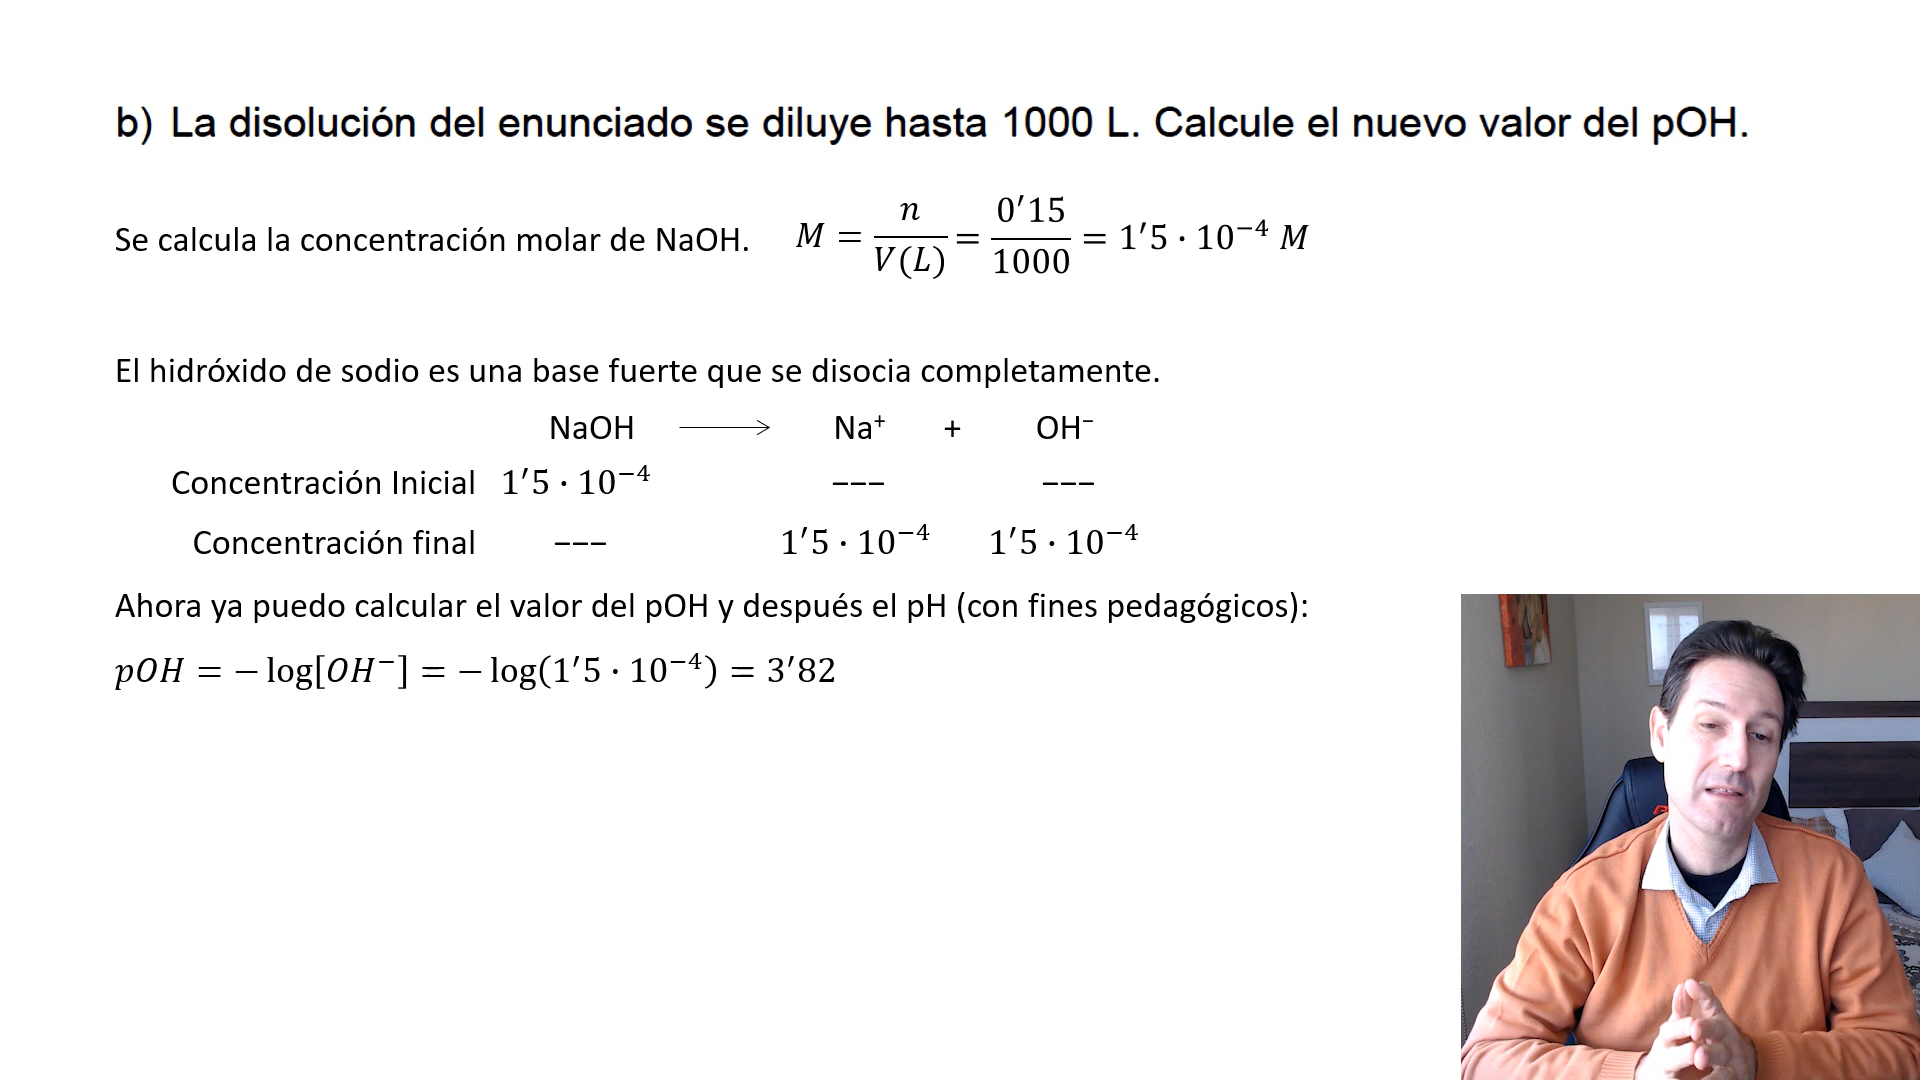 b) La disolución del enunciado se diluye hasta 1000 L. Calcule el nuevo valor del pOH.
Se calcula la concentración molar de NaOH. M = n/V(L) = 0′15/1000 = 1′5 · 10⁻⁴ M
El hidróxido de sodio es una base fuerte que se disocia completamente.
NaOH ⟶ Na⁺ + OH⁻
Concentración Inicial 1′5 · 10⁻⁴ −−− −−−
Concentración final −−− 1′5 · 10⁻⁴ 1′5 · 10⁻⁴
Ahora ya puedo calcular el valor del pOH y después el pH (con fines pedagógicos):
pOH = − log[OH⁻] = − log(1′5 · 10⁻⁴) = 3′82